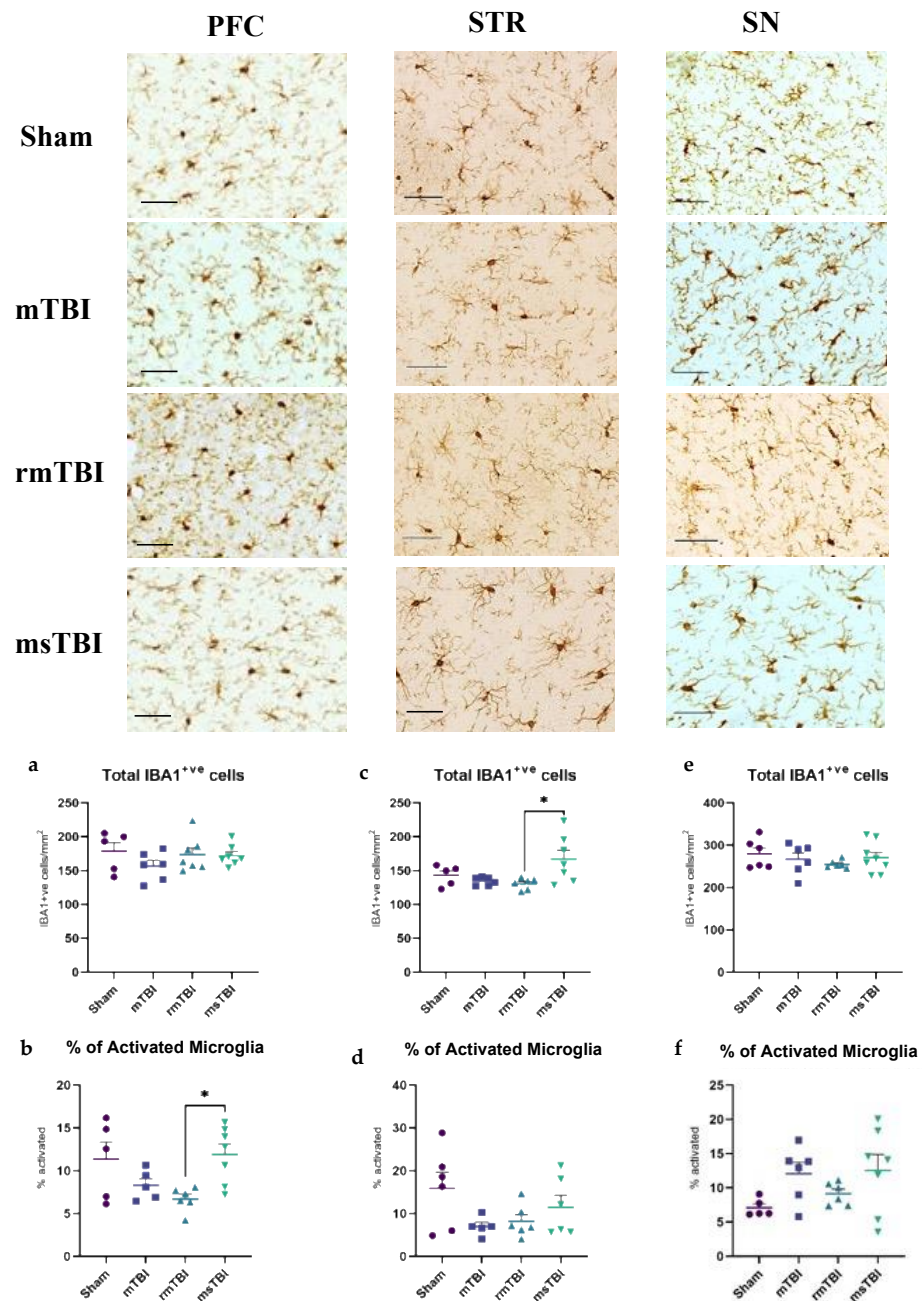 PFC STR SN
Sham
mTBI
rmTBI
msTBI
a
Total IBA1+ve cells
IBA1+ve cells/mm²
250
200
150
100
50
0
Sham mTBI rmTBI msTBI
c
Total IBA1+ve cells
IBA1+ve cells/mm²
250
200
150
100
50
0
*
Sham mTBI rmTBI msTBI
e
Total IBA1+ve cells
IBA1+ve cells/mm²
400
300
200
100
0
Sham mTBI rmTBI msTBI
b
% of Activated Microglia
% activated
20
15
10
5
0
*
Sham mTBI rmTBI msTBI
d
% of Activated Microglia
% activated
40
30
20
10
0
Sham mTBI rmTBI msTBI
f
% of Activated Microglia
% activated
25
20
15
10
5
0
Sham mTBI rmTBI msTBI